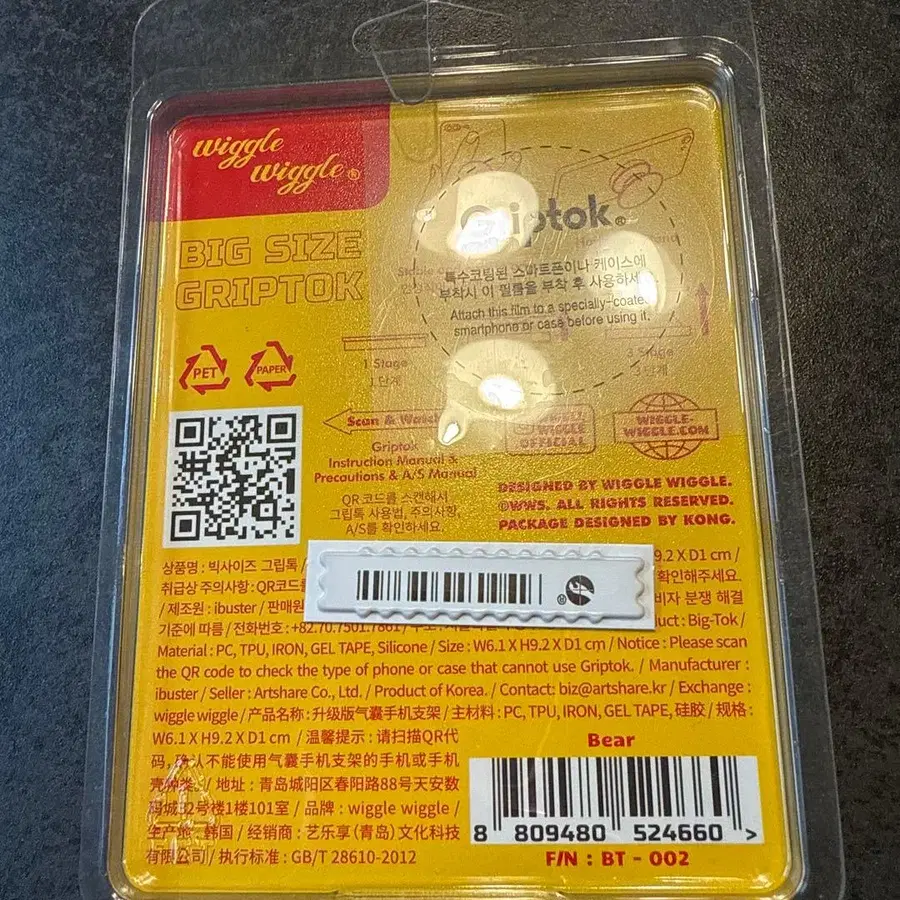 wiggle
wiggle®
BIG SIZE
GRIPTOK
Griptok®
특수코팅된 스마트폰이나 케이스에
부착시 이 필름을 부착 후 사용하세
Attach this film to a specially-coate
smartphone or case before using it.
1 Stage
1 단계
3 Stage
3 단계
PET
PAPER
Scan & Watch
Griptok
Instruction Manual &
Precautions & A/S Manual
QR 코드를 스캔해서
그립톡 사용법, 주의사항,
A/S를 확인하세요.
WIGGLE
OFFICIAL
WIGGLE-
WIGGLE.COM
DESIGNED BY WIGGLE WIGGLE.
©WWS. ALL RIGHTS RESERVED.
PACKAGE DESIGNED BY KONG.
상품명 : 빅사이즈 그립톡 / 9.2 X D1 cm /
취급상 주의사항 : QR코드를 확인해주세요.
/ 제조원 : ibuster / 판매원 비자 분쟁 해결
기준에 따름 / 전화번호 : +82.70.7501.7861 / uct : Big-Tok /
Material : PC, TPU, IRON, GEL TAPE, Silicone / Size : W6.1 X H9.2 X D1 cm / Notice : Please scan
the QR code to check the type of phone or case that cannot use Griptok. / Manufacturer :
ibuster / Seller : Artshare Co., Ltd. / Product of Korea. / Contact: biz@artshare.kr / Exchange :
wiggle wiggle / 产品名称 : 升级版气囊手机支架 / 主材料 : PC, TPU, IRON, GEL TAPE, 硅胶 / 规格 :
W6.1 X H9.2 X D1 cm / 温馨提示 : 请扫描QR代
码, 确认不能使用气囊手机支架的手机或手机
壳种类. / 地址 : 青岛城阳区春阳路88号天安数
码城32号楼1楼101室 / 品牌 : wiggle wiggle /
生产地 : 韩国 / 经销商 : 艺乐享 (青岛) 文化科技
有限公司 / 执行标准 : GB/T 28610-2012
Bear
8 809480 524660 >
F/N : BT - 002